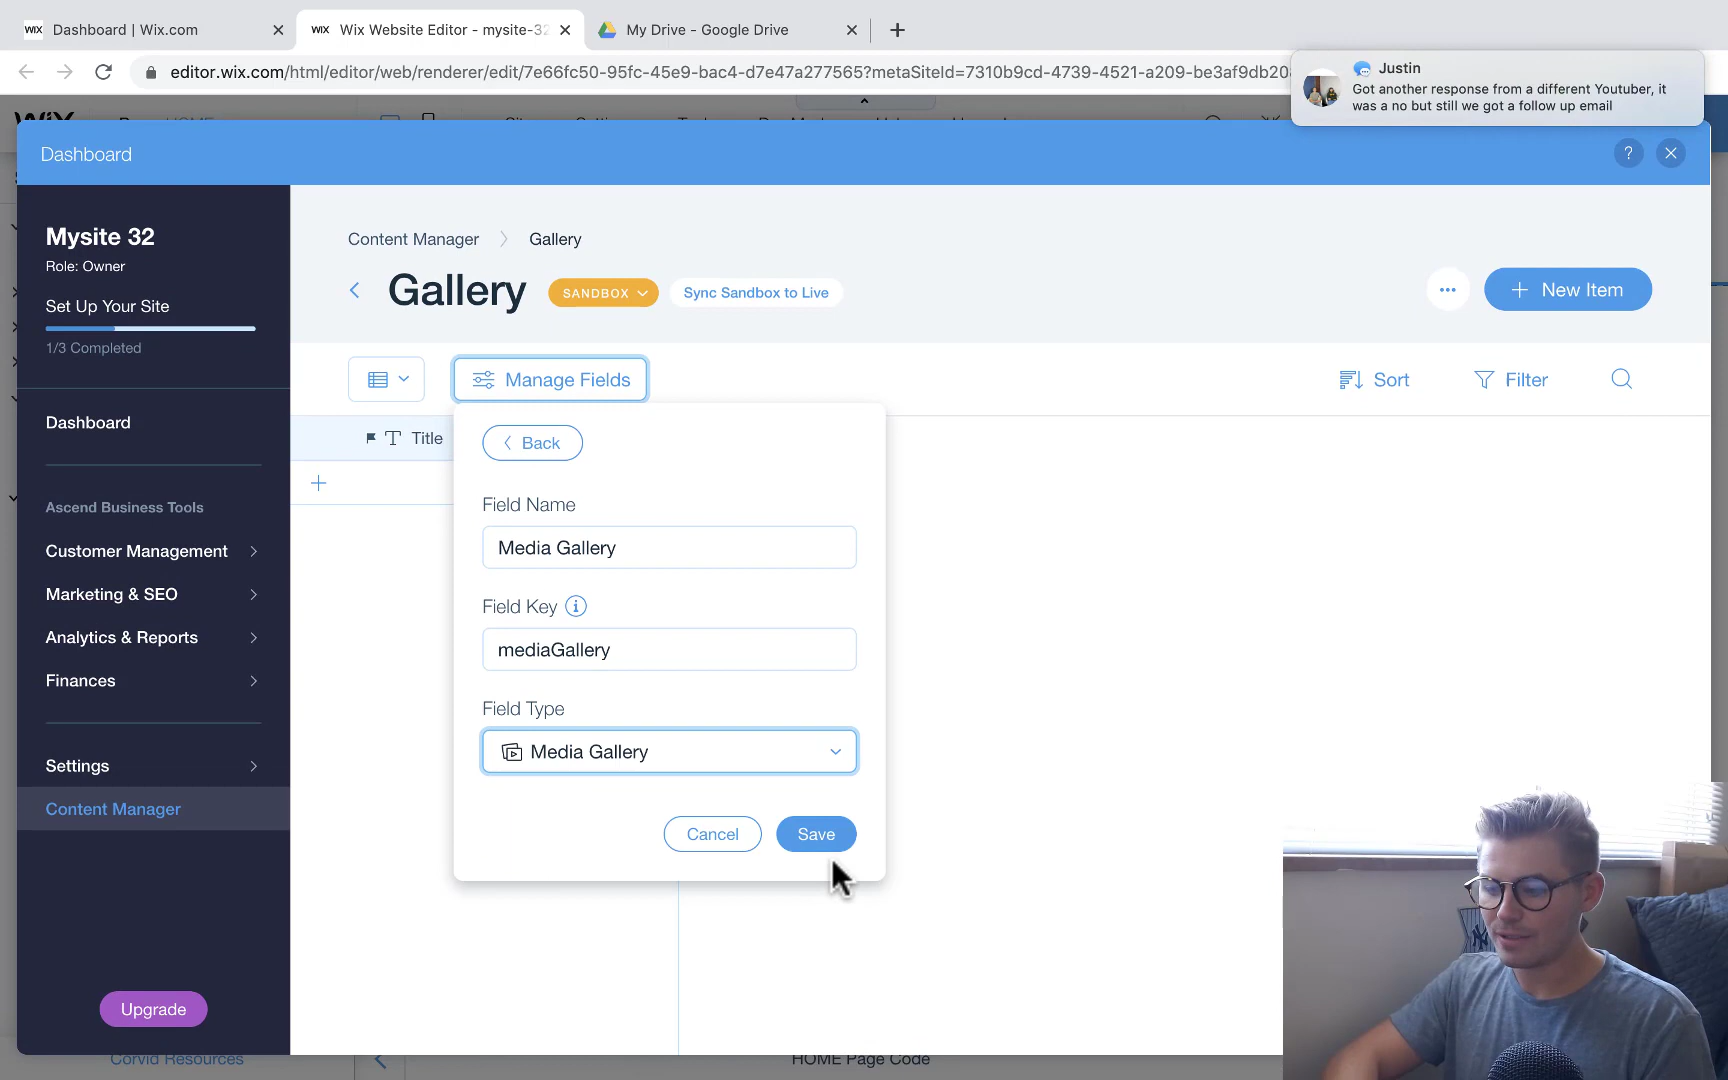 WIX Dashboard | Wix.com
WIX Wix Website Editor - mysite-32
My Drive - Google Drive
editor.wix.com/html/editor/web/renderer/edit/7e66fc50-95fc-45e9-bac4-d7e47a277565?metaSiteId=7310b9cd-4739-4521-a209-be3af9db20
Justin
Got another response from a different Youtuber, it
was a no but still we got a follow up email
Dashboard
?
Mysite 32
Role: Owner
Set Up Your Site
1/3 Completed
Dashboard
Ascend Business Tools
Customer Management
Marketing & SEO
Analytics & Reports
Finances
Settings
Content Manager
Upgrade
Content Manager
Gallery
Gallery
SANDBOX
Sync Sandbox to Live
New Item
Manage Fields
Sort
Filter
Title
Back
Field Name
Media Gallery
Field Key
mediaGallery
Field Type
Media Gallery
Cancel
Save
Corvid Resources
HOME Page Code